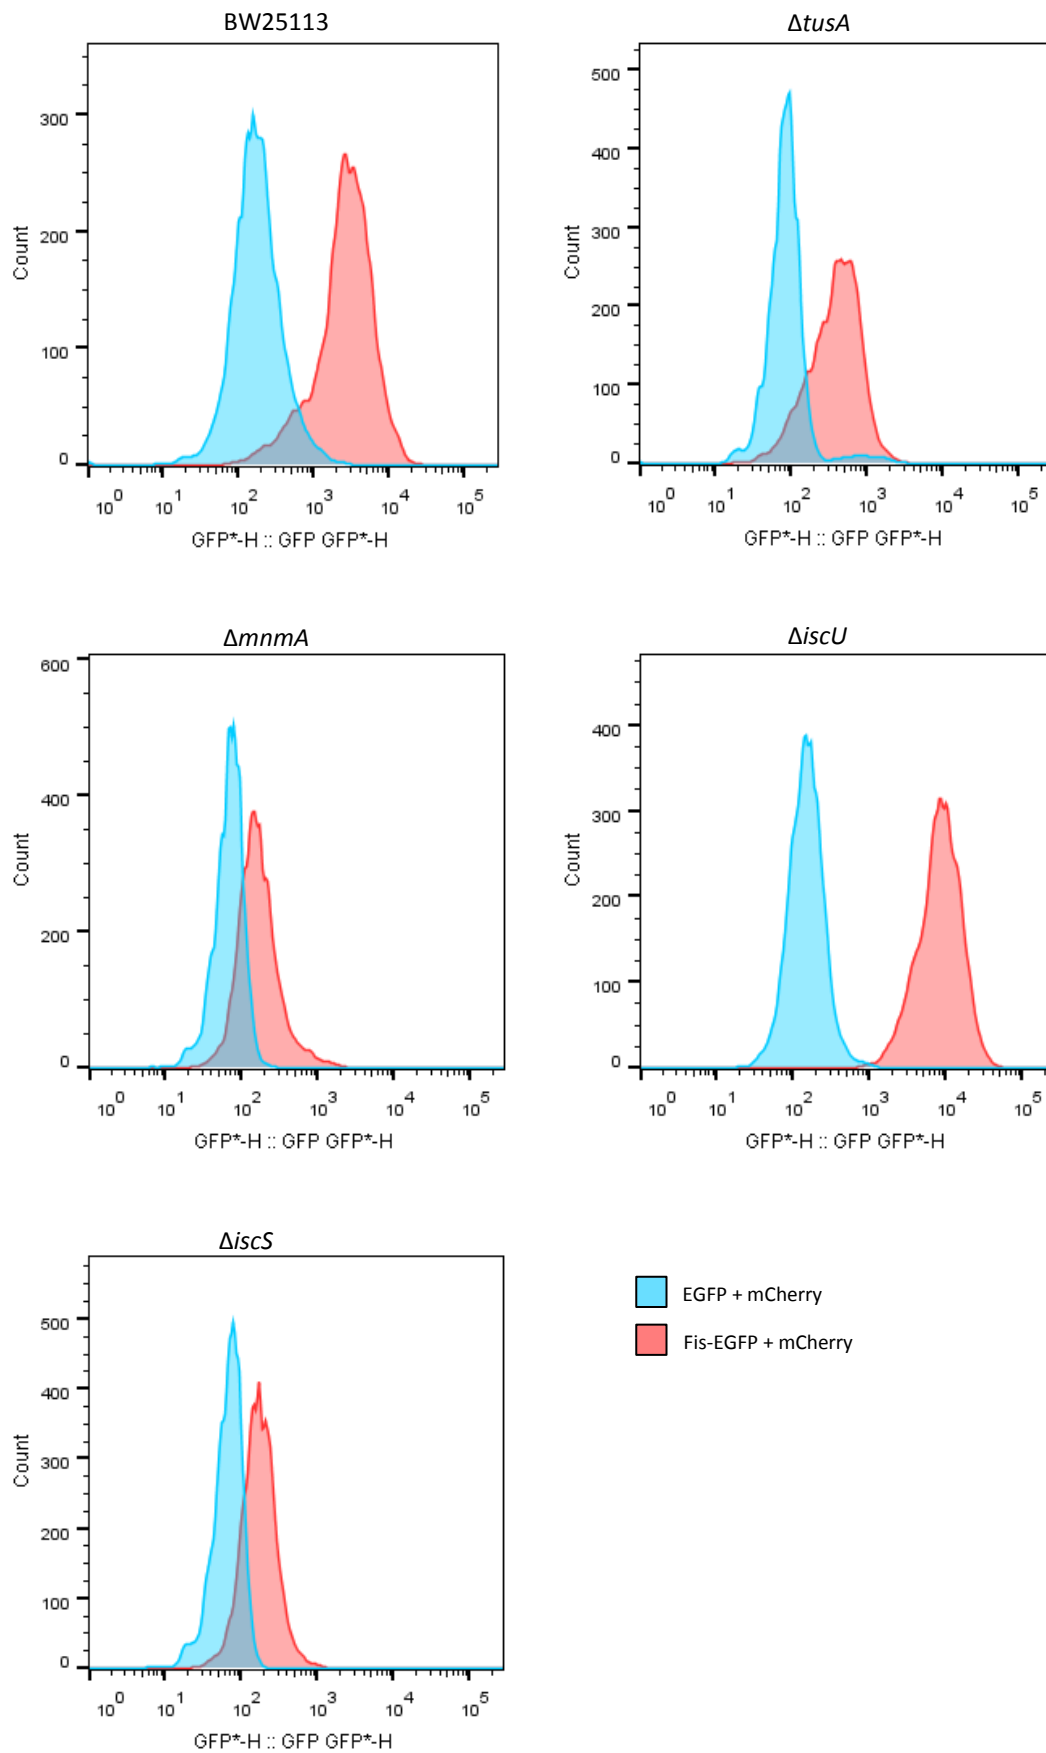 BW25113
Count
300
200
100
0
10^0 10^1 10^2 10^3 10^4 10^5
GFP*-H :: GFP GFP*-H
ΔtusA
Count
500
400
300
200
100
0
10^0 10^1 10^2 10^3 10^4 10^5
GFP*-H :: GFP GFP*-H
ΔmnmA
Count
600
400
200
0
10^0 10^1 10^2 10^3 10^4 10^5
GFP*-H :: GFP GFP*-H
ΔiscU
Count
400
300
200
100
0
10^0 10^1 10^2 10^3 10^4 10^5
GFP*-H :: GFP GFP*-H
ΔiscS
Count
500
400
300
200
100
0
10^0 10^1 10^2 10^3 10^4 10^5
GFP*-H :: GFP GFP*-H
EGFP + mCherry
Fis-EGFP + mCherry